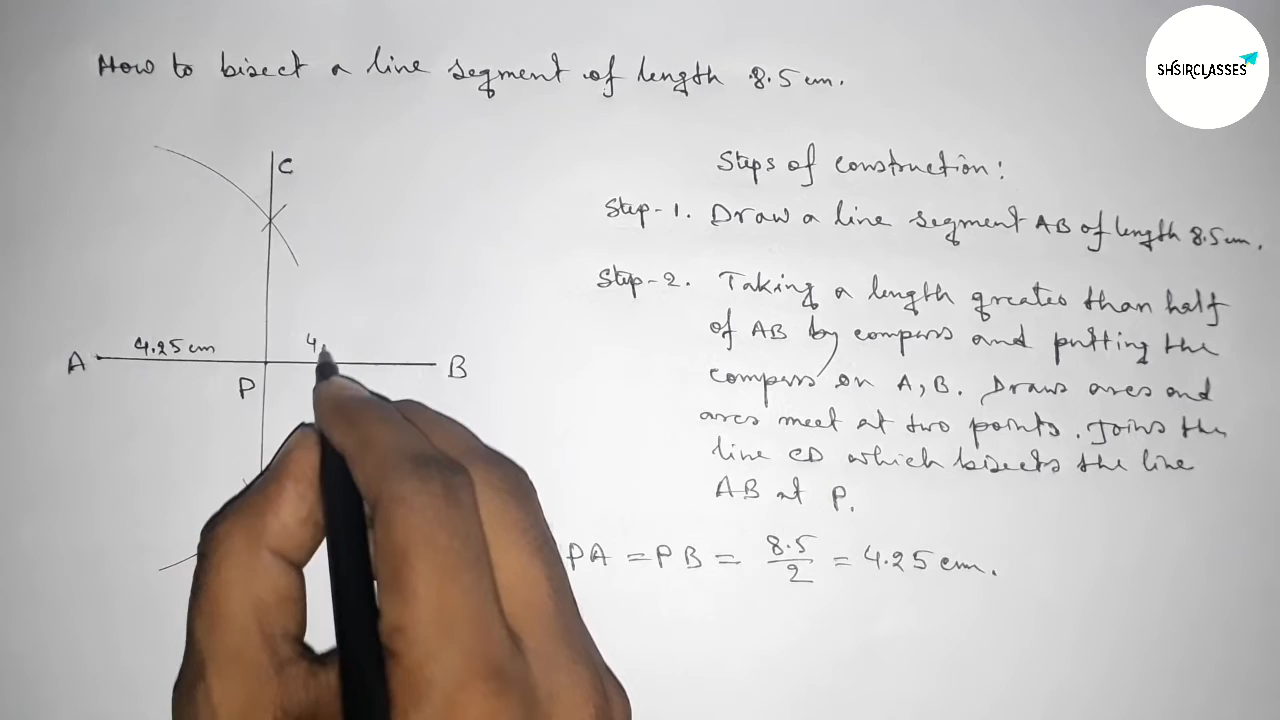 How to bisect a line segment of length 8.5 cm.
SHSIRCLASSES
C
Steps of construction:
Step-1. Draw a line segment AB of length 8.5 cm.
Step-2. Taking a length greater than half
of AB by compass and putting the
compass on A, B. Draws arcs and
arcs meet at two points. Joins the
line CD which bisects the line
AB at P.
4.25 cm
4.
A
B
P
PA = PB = 8.5/2 = 4.25 cm.